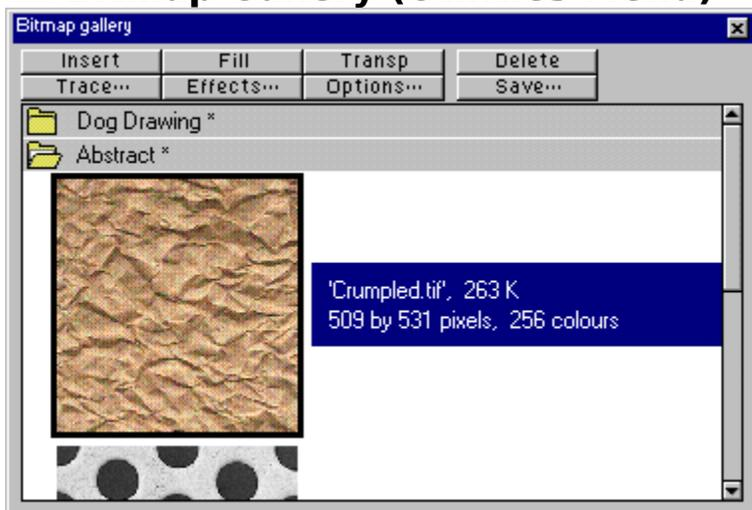 Bitmap gallery
Insert Fill Transp Delete
Trace... Effects... Options... Save...
Dog Drawing *
Abstract *
'Crumpled.tif', 263 K
509 by 531 pixels, 256 colours